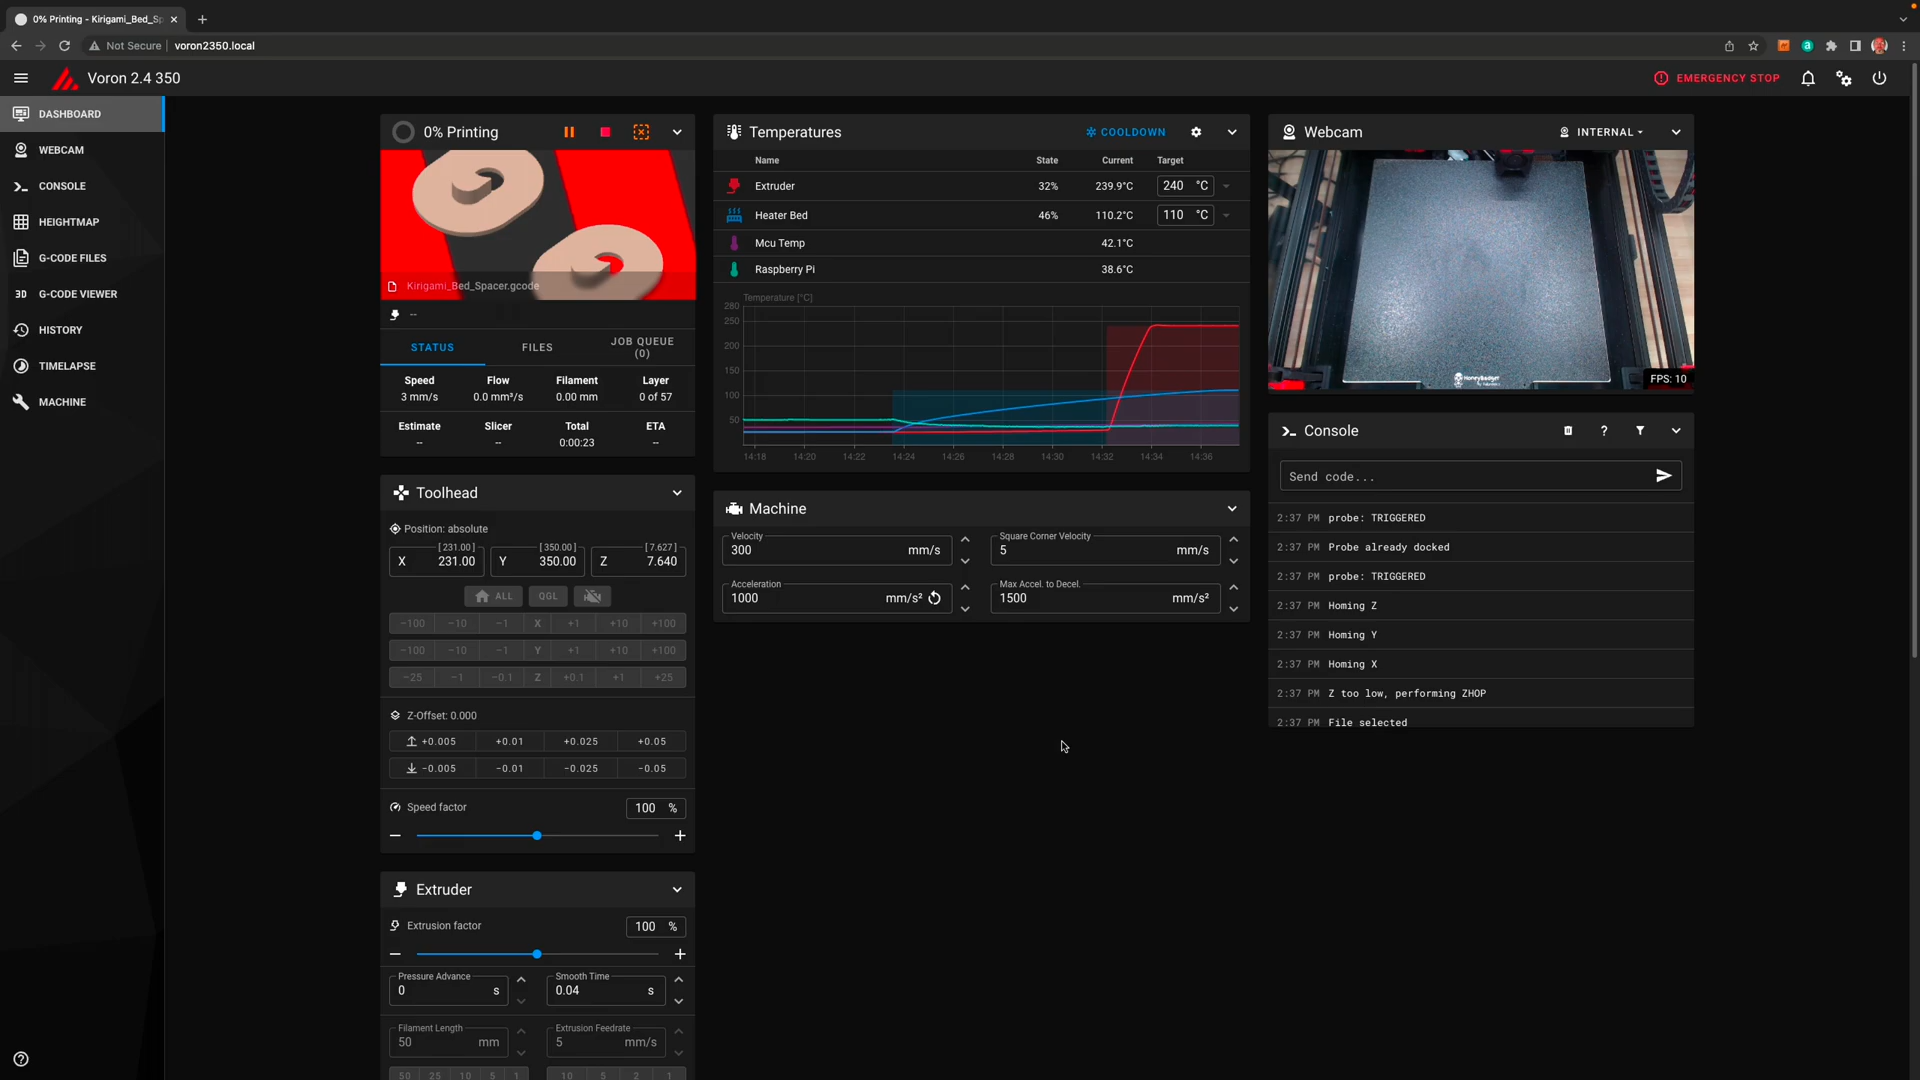 0% Printing - Kirigami_Bed_Sp
Not Secure
voron2350.local
Voron 2.4 350
EMERGENCY STOP
DASHBOARD
WEBCAM
CONSOLE
HEIGHTMAP
G-CODE FILES
3D G-CODE VIEWER
HISTORY
TIMELAPSE
MACHINE
0% Printing
Kirigami_Bed_Spacer.gcode
--
STATUS FILES JOB QUEUE (0)
Speed Flow Filament Layer
3 mm/s 0.0 mm³/s 0.00 mm 0 of 57
Estimate Slicer Total ETA
-- -- 0:00:23 --
Toolhead
Position: absolute
[231.00] [350.00] [7.627]
X 231.00 Y 350.00 Z 7.640
ALL QGL
-100 -10 -1 X +1 +10 +100
-100 -10 -1 Y +1 +10 +100
-25 -1 -0.1 Z +0.1 +1 +25
Z-Offset: 0.000
+0.005 +0.01 +0.025 +0.05
-0.005 -0.01 -0.025 -0.05
Speed factor 100 %
Extruder
Extrusion factor 100 %
Pressure Advance Smooth Time
0 s 0.04 s
Filament Length Extrusion Feedrate
50 mm 5 mm/s
50 25 10 5 1 10 5 2 1
Temperatures
COOLDOWN
Name State Current Target
Extruder 32% 239.9°C 240 °C
Heater Bed 46% 110.2°C 110 °C
Mcu Temp 42.1°C
Raspberry Pi 38.6°C
Temperature [°C]
280
250
200
150
100
50
14:18 14:20 14:22 14:24 14:26 14:28 14:30 14:32 14:34 14:36
Machine
Velocity Square Corner Velocity
300 mm/s 5 mm/s
Acceleration Max Accel. to Decel.
1000 mm/s² 1500 mm/s²
Webcam
INTERNAL
FPS: 10
Console
Send code...
2:37 PM probe: TRIGGERED
2:37 PM Probe already docked
2:37 PM probe: TRIGGERED
2:37 PM Homing Z
2:37 PM Homing Y
2:37 PM Homing X
2:37 PM Z too low, performing ZHOP
2:37 PM File selected